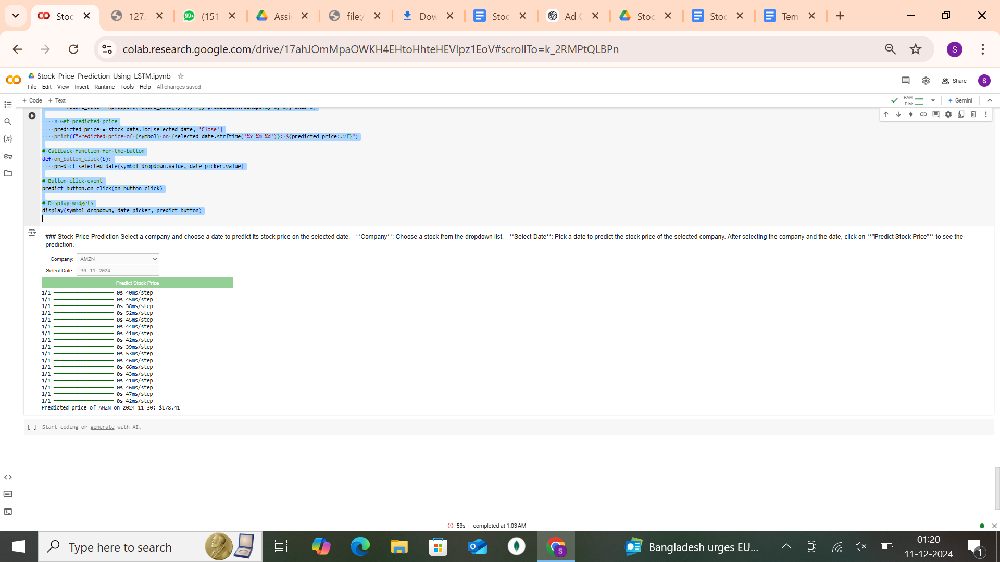 Stoc
127.
99+
(151
Assi
file:/
Dow
Stoc
Ad C
Stoc
Stoc
Tem
colab.research.google.com/drive/17ahJOmMpaOWKH4EHtoHhteHEVIpz1EoV#scrollTo=k_2RMPtQLBPn
S
Stock_Price_Prediction_Using_LSTM.ipynb
File Edit View Insert Runtime Tools Help All changes saved
Share
S
+ Code + Text
RAM
Disk
Gemini
# Get predicted price
predicted_price = stock_data.loc[selected_date, 'Close']
print(f"Predicted price of {symbol} on {selected_date.strftime('%Y-%m-%d')}: ${predicted_price:.2f}")
# Callback function for the button
def on_button_click(b):
predict_selected_date(symbol_dropdown.value, date_picker.value)
# Button click event
predict_button.on_click(on_button_click)
# Display widgets
display(symbol_dropdown, date_picker, predict_button)
### Stock Price Prediction Select a company and choose a date to predict its stock price on the selected date. - **Company**: Choose a stock from the dropdown list. - **Select Date**: Pick a date to predict the stock price of the selected company. After selecting the company and the date, click on **"Predict Stock Price"** to see the
prediction.
Company: AMZN
Select Date: 30-11-2024
Predict Stock Price
1/1 0s 40ms/step
1/1 0s 45ms/step
1/1 0s 38ms/step
1/1 0s 52ms/step
1/1 0s 45ms/step
1/1 0s 44ms/step
1/1 0s 41ms/step
1/1 0s 42ms/step
1/1 0s 39ms/step
1/1 0s 53ms/step
1/1 0s 46ms/step
1/1 0s 66ms/step
1/1 0s 43ms/step
1/1 0s 41ms/step
1/1 0s 46ms/step
1/1 0s 47ms/step
1/1 0s 42ms/step
Predicted price of AMZN on 2024-11-30: $178.41
[ ] Start coding or generate with AI.
53s completed at 1:03 AM
Type here to search
S
Bangladesh urges EU...
01:20
11-12-2024
1